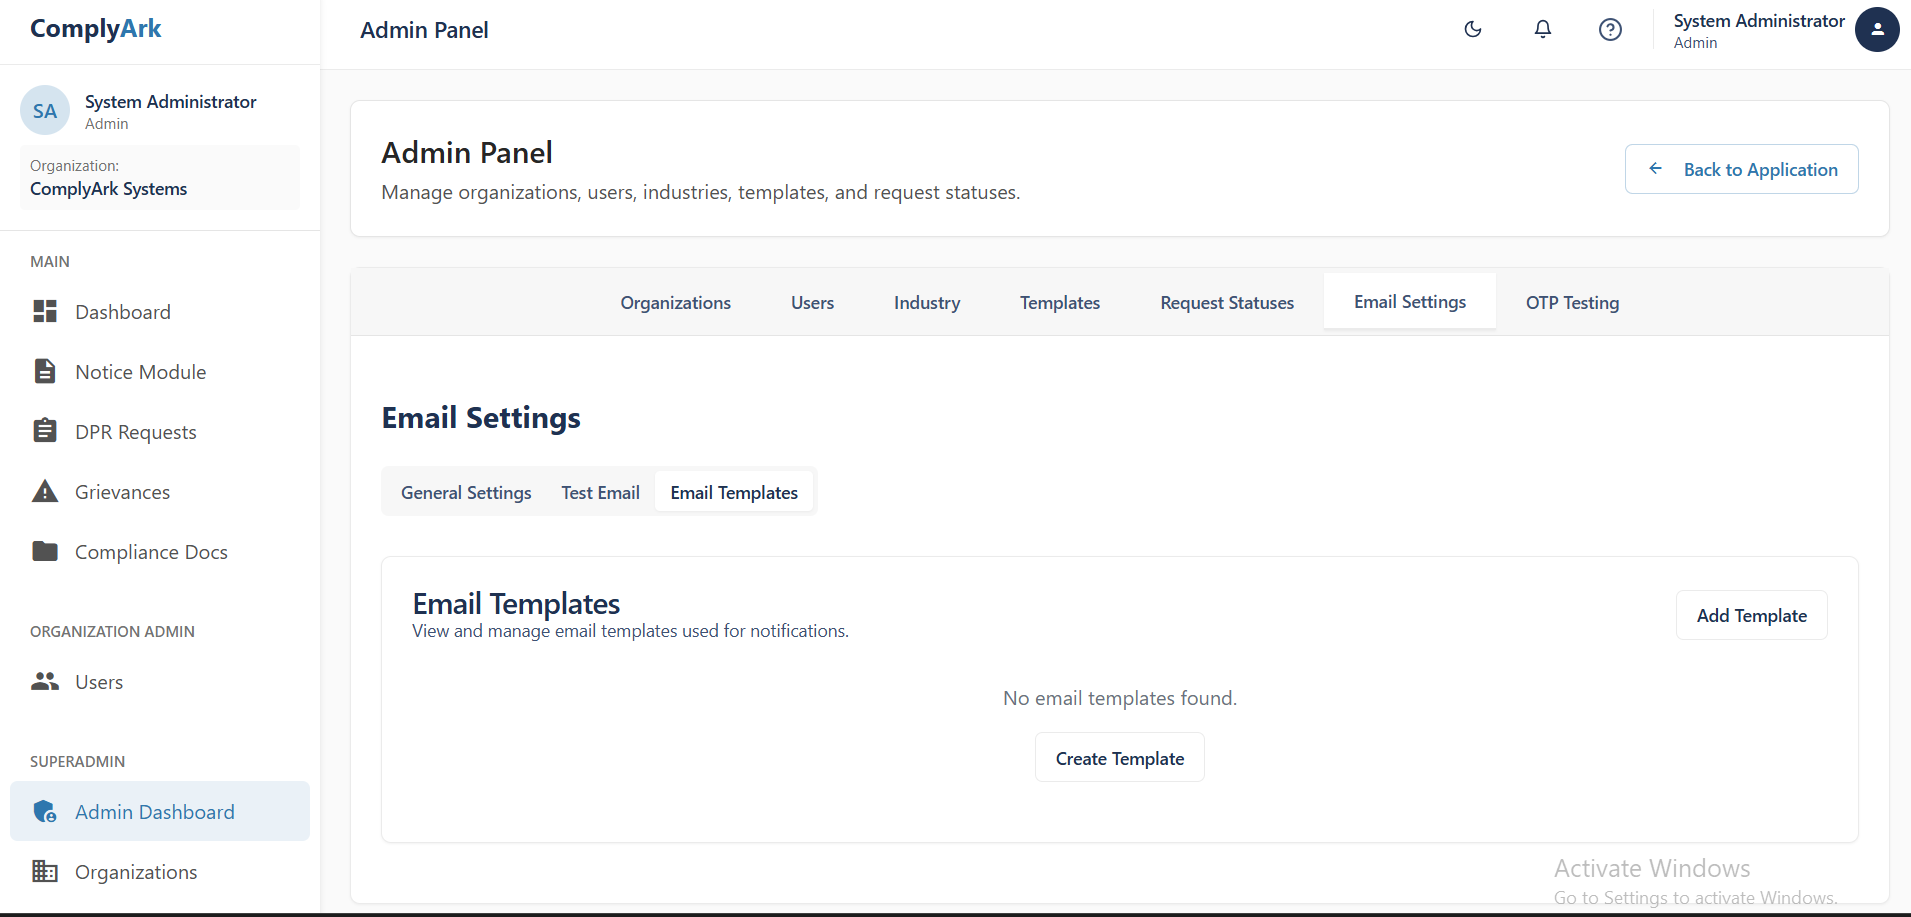 ComplyArk
Admin Panel
System Administrator
Admin
SA
System Administrator
Admin
Organization:
ComplyArk Systems
MAIN
Dashboard
Notice Module
DPR Requests
Grievances
Compliance Docs
ORGANIZATION ADMIN
Users
SUPERADMIN
Admin Dashboard
Organizations
Admin Panel
Manage organizations, users, industries, templates, and request statuses.
Back to Application
Organizations Users Industry Templates Request Statuses Email Settings OTP Testing
Email Settings
General Settings Test Email Email Templates
Email Templates
View and manage email templates used for notifications.
Add Template
No email templates found.
Create Template
Activate Windows
Go to Settings to activate Windows.